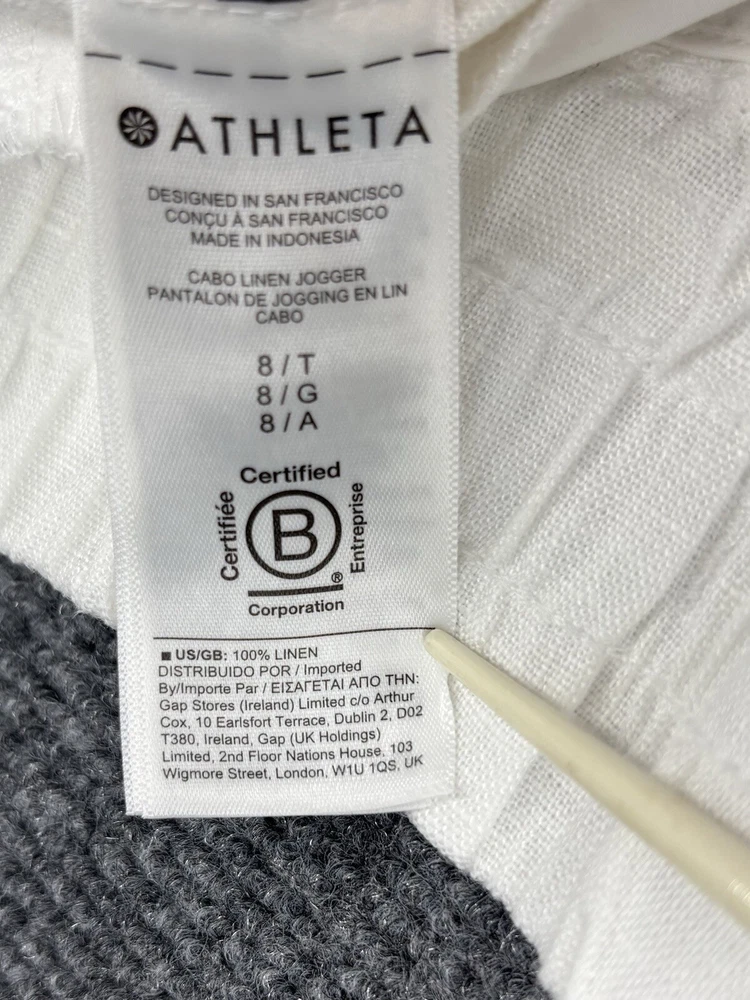 ATHLETA
DESIGNED IN SAN FRANCISCO
CONÇU À SAN FRANCISCO
MADE IN INDONESIA
CABO LINEN JOGGER
PANTALON DE JOGGING EN LIN
CABO
8 / T
8 / G
8 / A
Certified
Certifiée
B
Entreprise
®
Corporation
■ US/GB: 100% LINEN
DISTRIBUIDO POR / Imported
By/Importe Par / ΕΙΣΑΓΕΤΑΙ ΑΠΟ ΤΗΝ:
Gap Stores (Ireland) Limited c/o Arthur
Cox, 10 Earlsfort Terrace, Dublin 2, D02
T380, Ireland, Gap (UK Holdings)
Limited, 2nd Floor Nations House, 103
Wigmore Street, London, W1U 1QS, UK